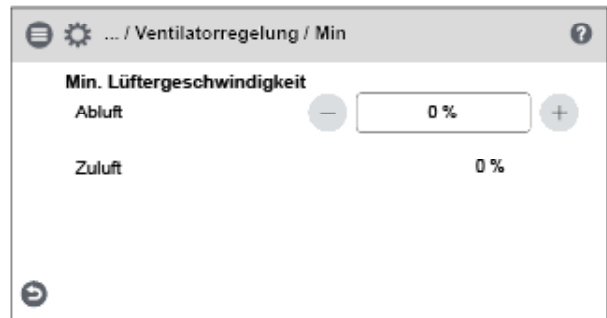 ... / Ventilatorregelung / Min ?
Min. Lüftergeschwindigkeit
Abluft − 0 % +
Zuluft 0 %